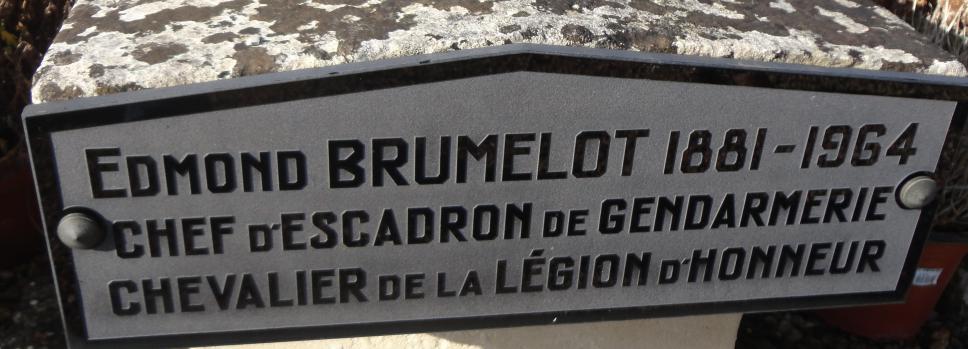 EDMOND BRUMELOT 1881-1964
CHEF D'ESCADRON DE GENDARMERIE
CHEVALIER DE LA LÉGION D'HONNEUR